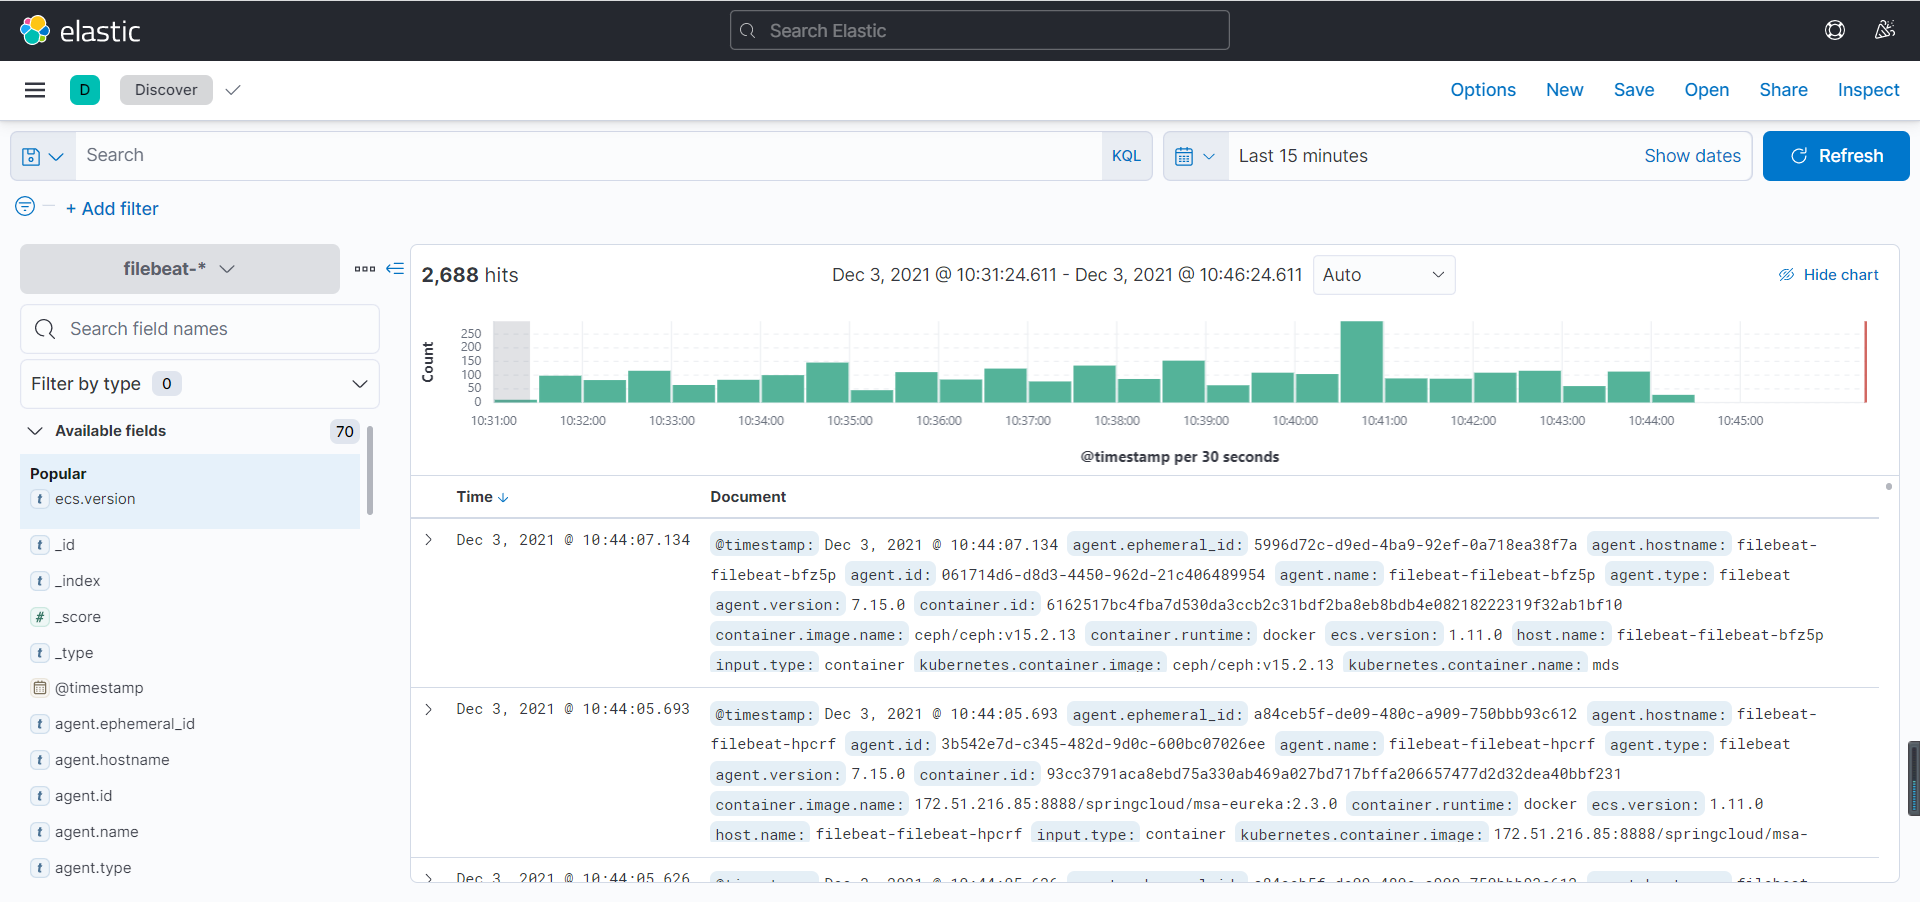 elastic
Search Elastic
D
Discover
Options New Save Open Share Inspect
Search
KQL
Last 15 minutes
Show dates
Refresh
+ Add filter
filebeat-*
Search field names
Filter by type 0
Available fields 70
Popular
t ecs.version
t _id
t _index
# _score
t _type
@timestamp
t agent.ephemeral_id
t agent.hostname
t agent.id
t agent.name
t agent.type
2,688 hits
Dec 3, 2021 @ 10:31:24.611 - Dec 3, 2021 @ 10:46:24.611
Auto
Hide chart
Count
250
200
150
100
50
0
10:31:00 10:32:00 10:33:00 10:34:00 10:35:00 10:36:00 10:37:00 10:38:00 10:39:00 10:40:00 10:41:00 10:42:00 10:43:00 10:44:00 10:45:00
@timestamp per 30 seconds
Time Document
Dec 3, 2021 @ 10:44:07.134
@timestamp: Dec 3, 2021 @ 10:44:07.134 agent.ephemeral_id: 5996d72c-d9ed-4ba9-92ef-0a718ea38f7a agent.hostname: filebeat-
filebeat-bfz5p agent.id: 061714d6-d8d3-4450-962d-21c406489954 agent.name: filebeat-filebeat-bfz5p agent.type: filebeat
agent.version: 7.15.0 container.id: 6162517bc4fba7d530da3ccb2c31bdf2ba8eb8bdb4e08218222319f32ab1bf10
container.image.name: ceph/ceph:v15.2.13 container.runtime: docker ecs.version: 1.11.0 host.name: filebeat-filebeat-bfz5p
input.type: container kubernetes.container.image: ceph/ceph:v15.2.13 kubernetes.container.name: mds
Dec 3, 2021 @ 10:44:05.693
@timestamp: Dec 3, 2021 @ 10:44:05.693 agent.ephemeral_id: a84ceb5f-de09-480c-a909-750bbb93c612 agent.hostname: filebeat-
filebeat-hpcrf agent.id: 3b542e7d-c345-482d-9d0c-600bc07026ee agent.name: filebeat-filebeat-hpcrf agent.type: filebeat
agent.version: 7.15.0 container.id: 93cc3791aca8ebd75a330ab469a027bd717bffa206657477d2d32dea40bbf231
container.image.name: 172.51.216.85:8888/springcloud/msa-eureka:2.3.0 container.runtime: docker ecs.version: 1.11.0
host.name: filebeat-filebeat-hpcrf input.type: container kubernetes.container.image: 172.51.216.85:8888/springcloud/msa-
Dec 3, 2021 @ 10:44:05.626